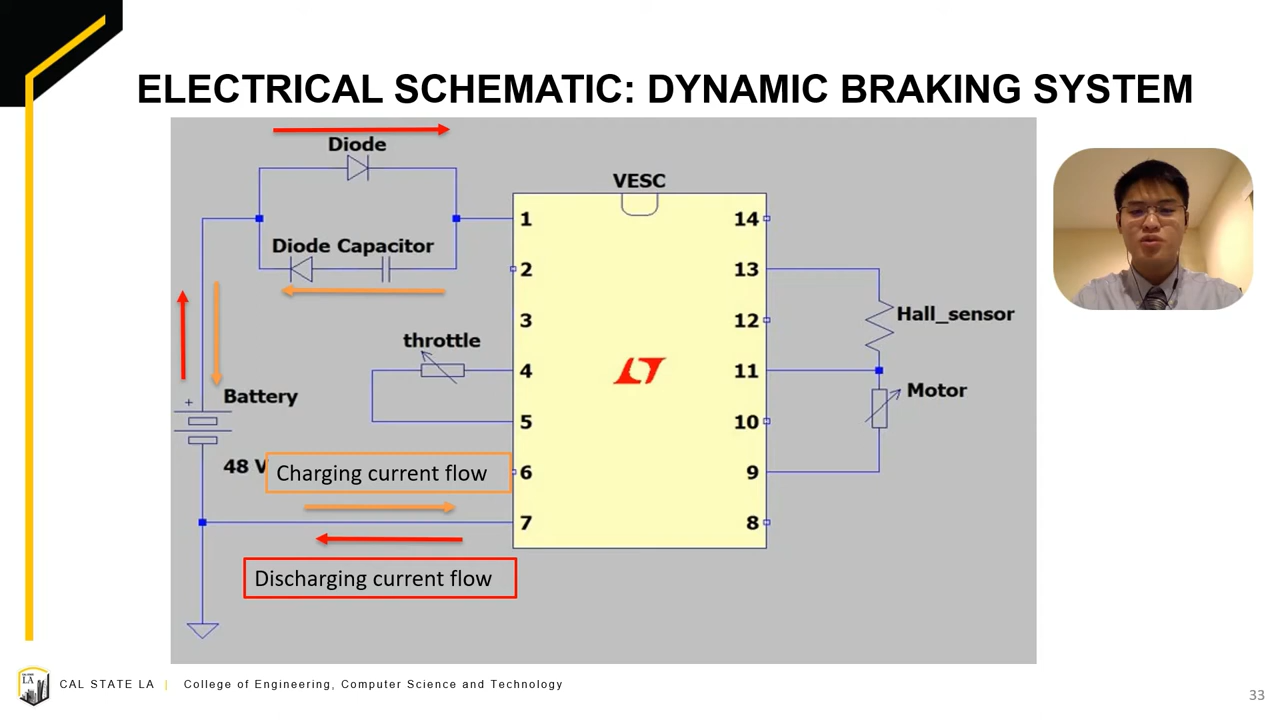 ELECTRICAL SCHEMATIC: DYNAMIC BRAKING SYSTEM
Diode
VESC
1
14
Diode Capacitor
2
13
Hall_sensor
3
12
throttle
4
11
Motor
+
Battery
5
10
48 V
Charging current flow
6
9
7
8
Discharging current flow
LA
CAL STATE LA | College of Engineering, Computer Science and Technology
33